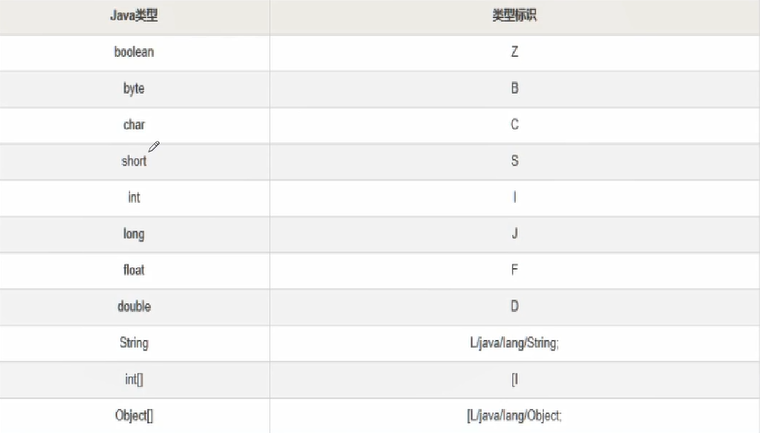 Java类型 类型标识
boolean Z
byte B
char C
short S
int I
long J
float F
double D
String L/java/lang/String;
int[] [I
Object[] [L/java/lang/Object;